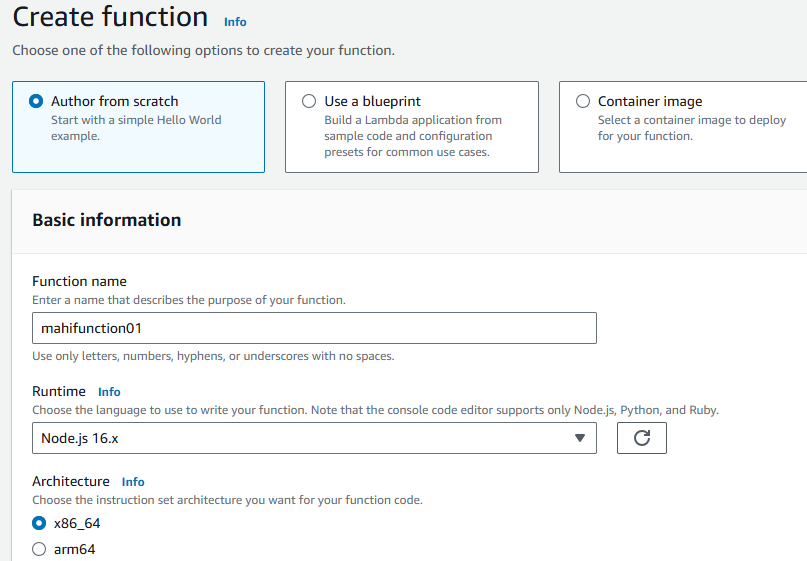 Create function Info
Choose one of the following options to create your function.
Author from scratch
Start with a simple Hello World
example.
Use a blueprint
Build a Lambda application from
sample code and configuration
presets for common use cases.
Container image
Select a container image to deploy
for your function.
Basic information
Function name
Enter a name that describes the purpose of your function.
mahifunction01
Use only letters, numbers, hyphens, or underscores with no spaces.
Runtime Info
Choose the language to use to write your function. Note that the console code editor supports only Node.js, Python, and Ruby.
Node.js 16.x
Architecture Info
Choose the instruction set architecture you want for your function code.
x86_64
arm64